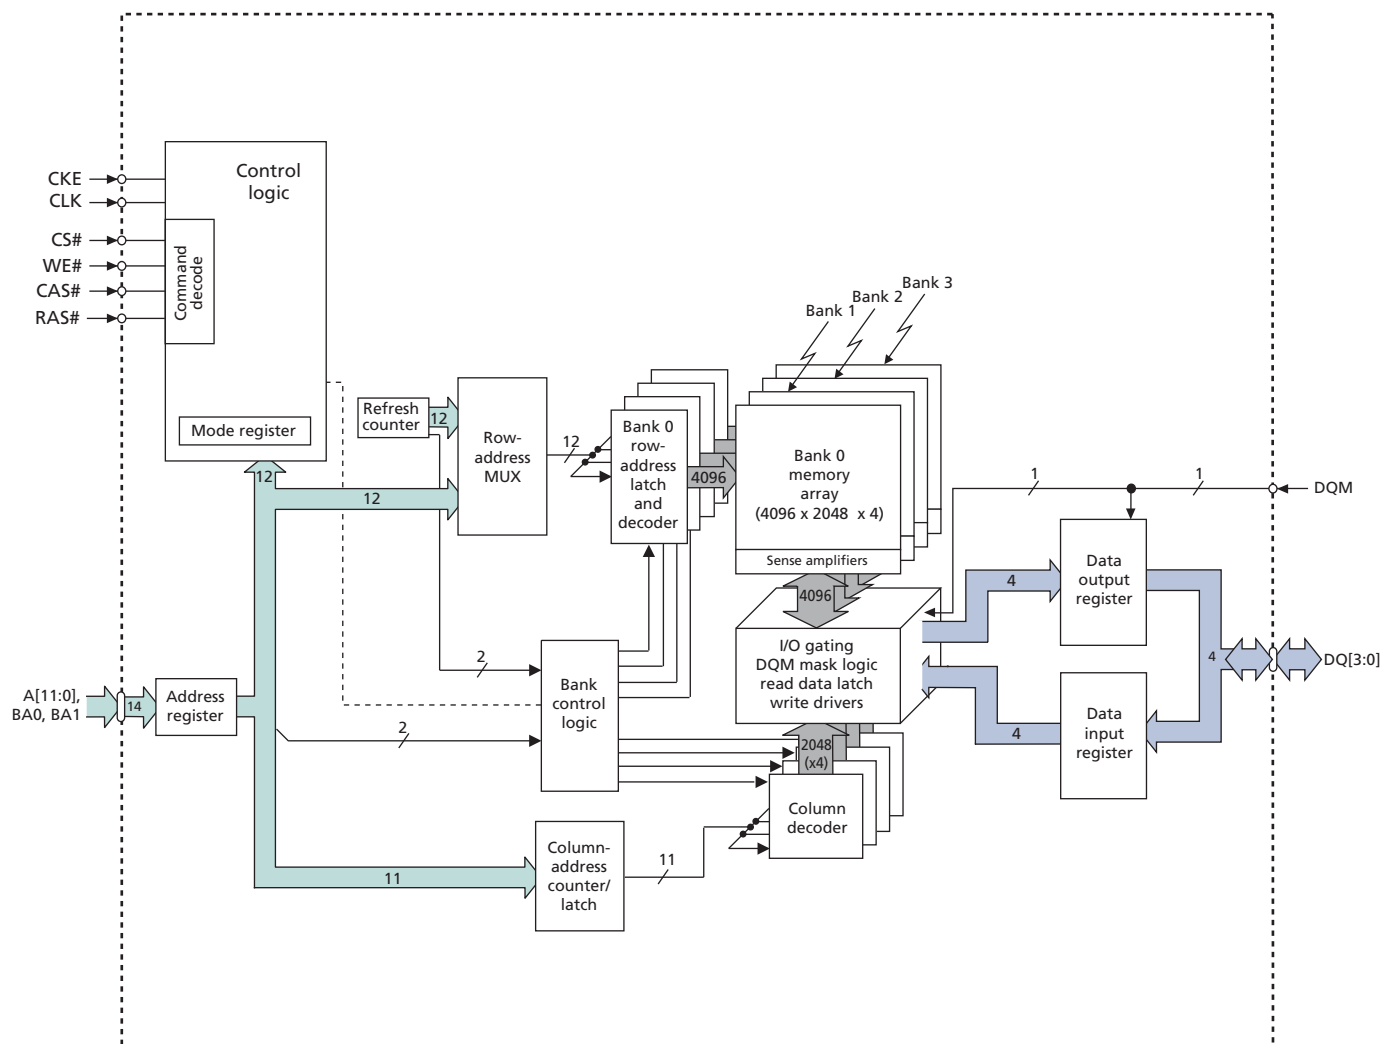 CKE
CLK
CS#
WE#
CAS#
RAS#
Control
logic
Command
decode
Mode register
12
Refresh
counter
12
12
Row-
address
MUX
12
Bank 0
row-
address
latch
and
decoder
4096
Bank 1
Bank 2
Bank 3
Bank 0
memory
array
(4096 x 2048 x 4)
Sense amplifiers
4096
I/O gating
DQM mask logic
read data latch
write drivers
2048
(x4)
Column
decoder
1
1
DQM
Data
output
register
4
4
DQ[3:0]
4
Data
input
register
A[11:0],
BA0, BA1
14
Address
register
2
2
Bank
control
logic
11
Column-
address
counter/
latch
11